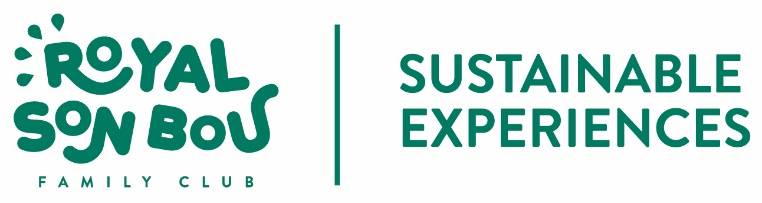 ROYAL
SON BOU
FAMILY CLUB
SUSTAINABLE
EXPERIENCES